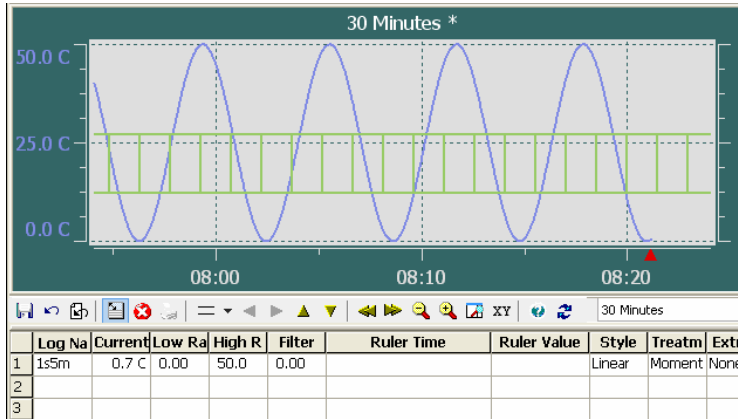 30 Minutes *
50.0 C
25.0 C
0.0 C
08:00 08:10 08:20
XY 30 Minutes
Log Na Current Low Ra High R Filter Ruler Time Ruler Value Style Treatm Extr
1 1s5m 0.7 C 0.00 50.0 0.00 Linear Moment None
2
3